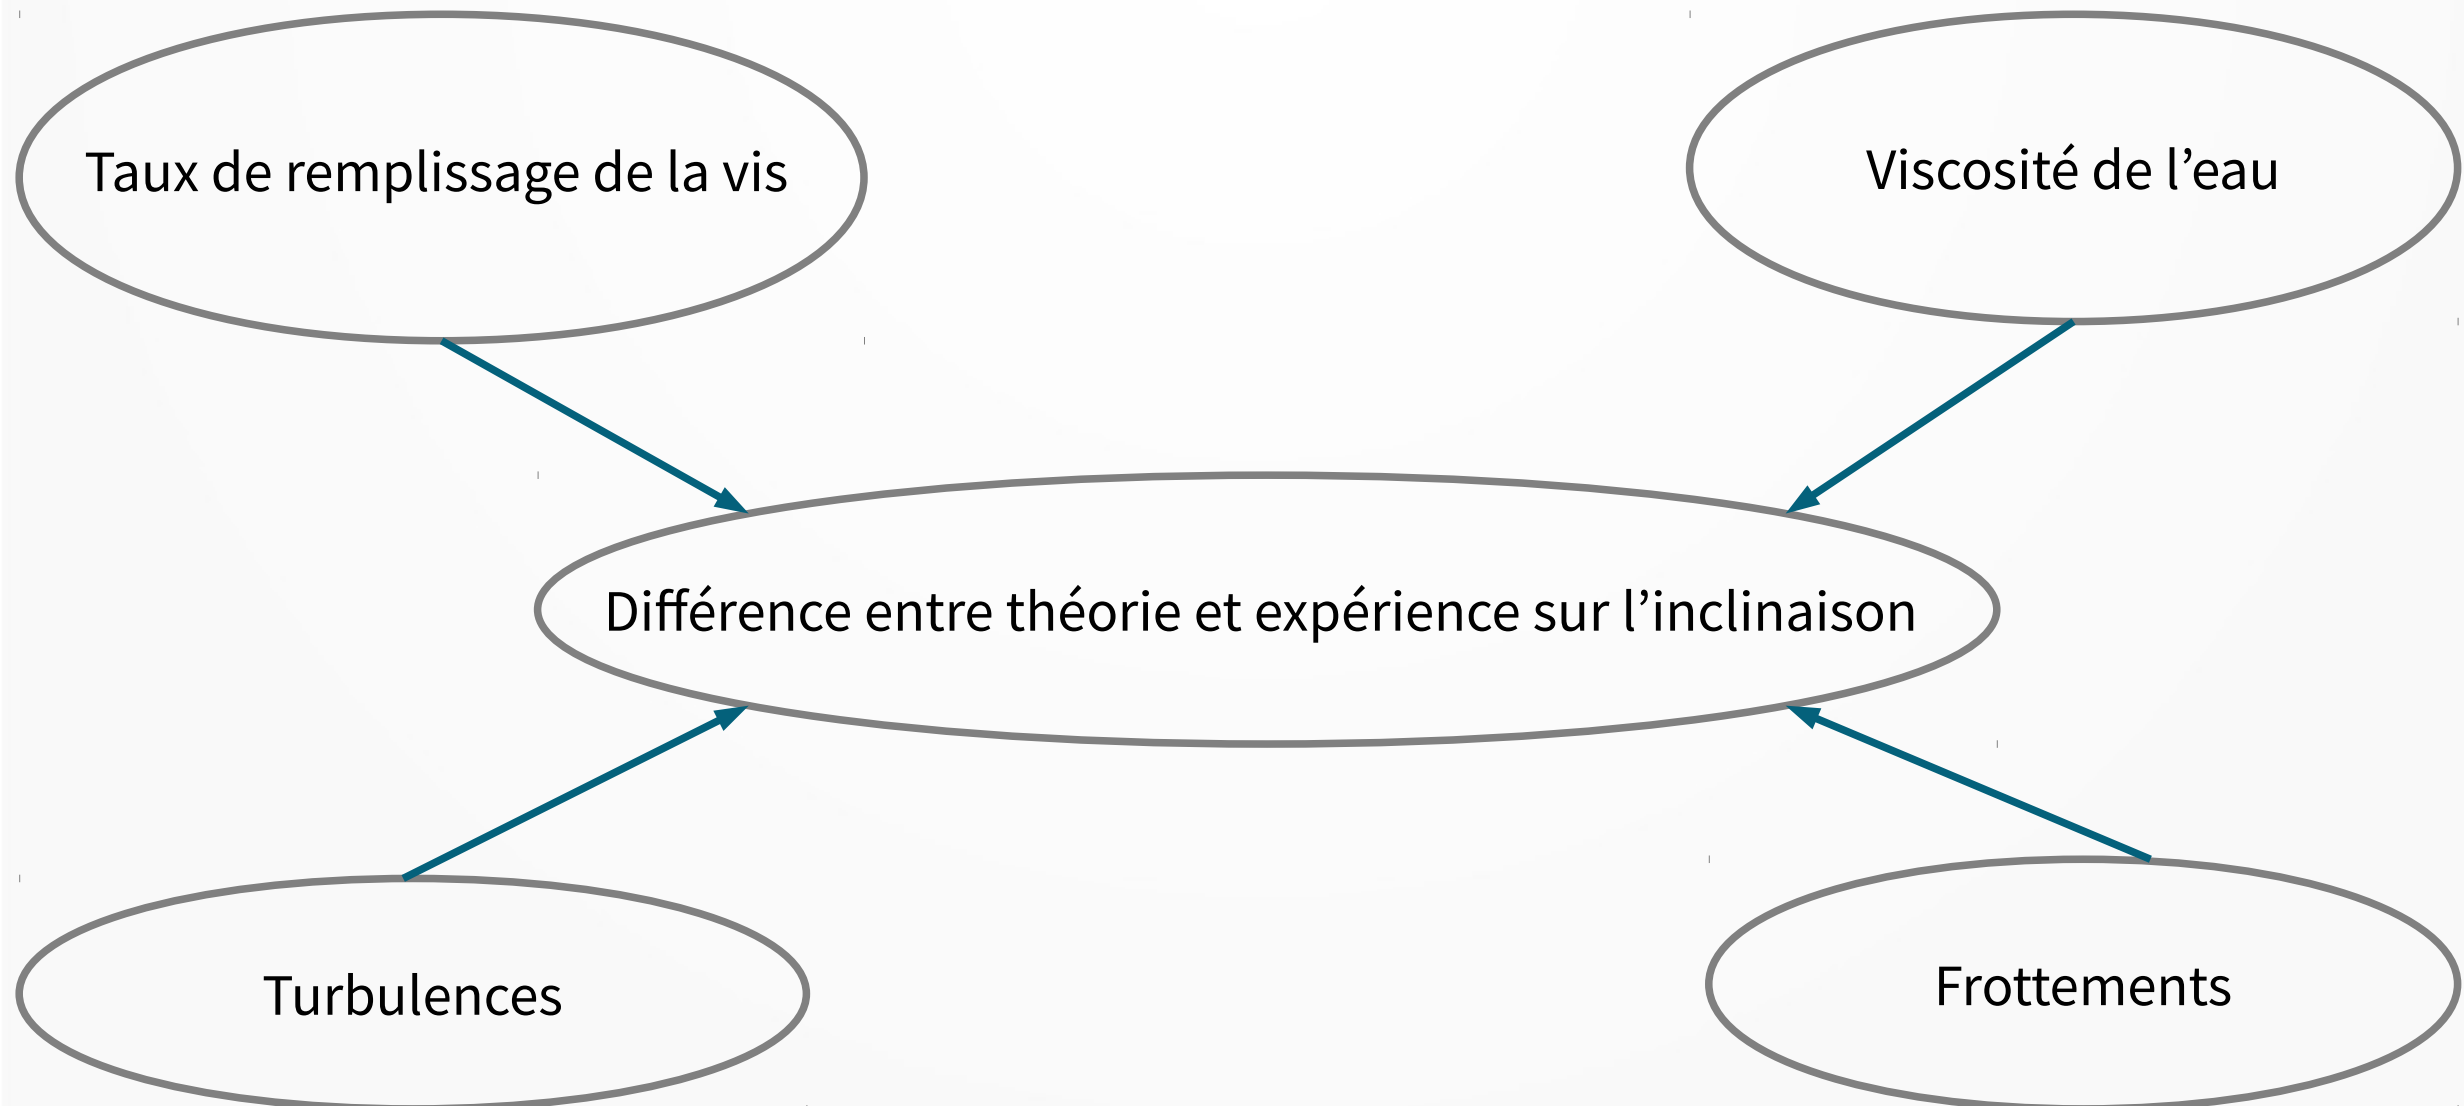 Taux de remplissage de la vis
Viscosité de l’eau
Différence entre théorie et expérience sur l’inclinaison
Turbulences
Frottements